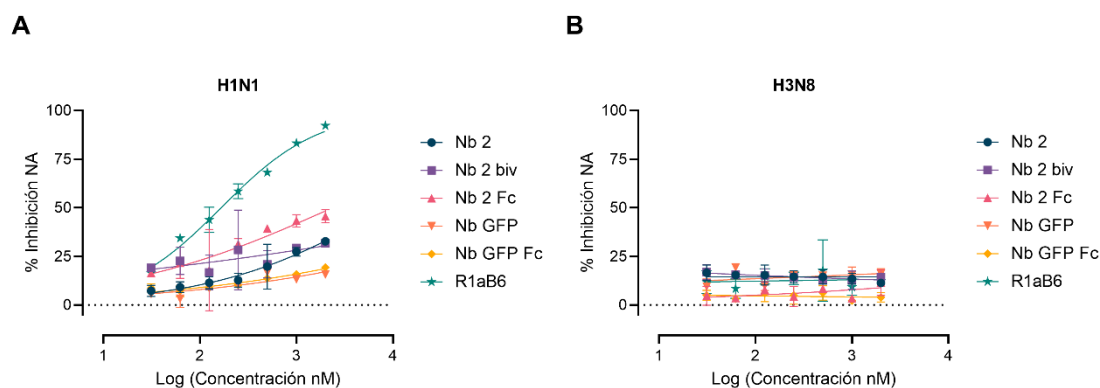 A
H1N1
% Inhibición NA
100
75
50
25
0
1
2
3
4
Log (Concentración nM)
Nb 2
Nb 2 biv
Nb 2 Fc
Nb GFP
Nb GFP Fc
R1aB6
B
H3N8
% Inhibición NA
100
75
50
25
0
1
2
3
4
Log (Concentración nM)
Nb 2
Nb 2 biv
Nb 2 Fc
Nb GFP
Nb GFP Fc
R1aB6